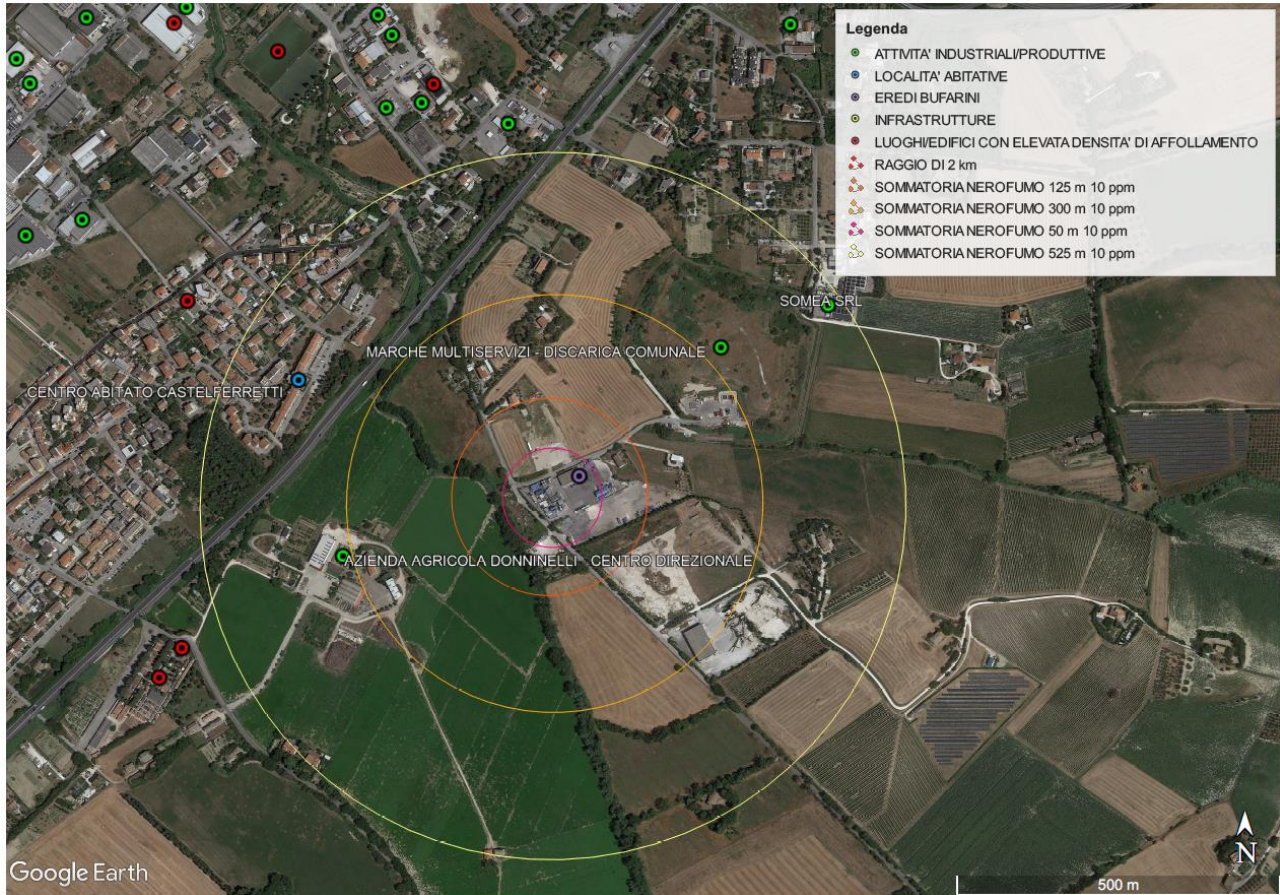 Legenda
ATTIVITA' INDUSTRIALI/PRODUTTIVE
LOCALITA' ABITATIVE
EREDI BUFARINI
INFRASTRUTTURE
LUOGHI/EDIFICI CON ELEVATA DENSITA' DI AFFOLLAMENTO
RAGGIO DI 2 km
SOMMATORIA NEROFUMO 125 m 10 ppm
SOMMATORIA NEROFUMO 300 m 10 ppm
SOMMATORIA NEROFUMO 50 m 10 ppm
SOMMATORIA NEROFUMO 525 m 10 ppm
SOMEA SRL
MARCHE MULTISERVIZI - DISCARICA COMUNALE
CENTRO ABITATO CASTELFERRETTI
AZIENDA AGRICOLA DONNINELLI - CENTRO DIREZIONALE
N
Google Earth
500 m